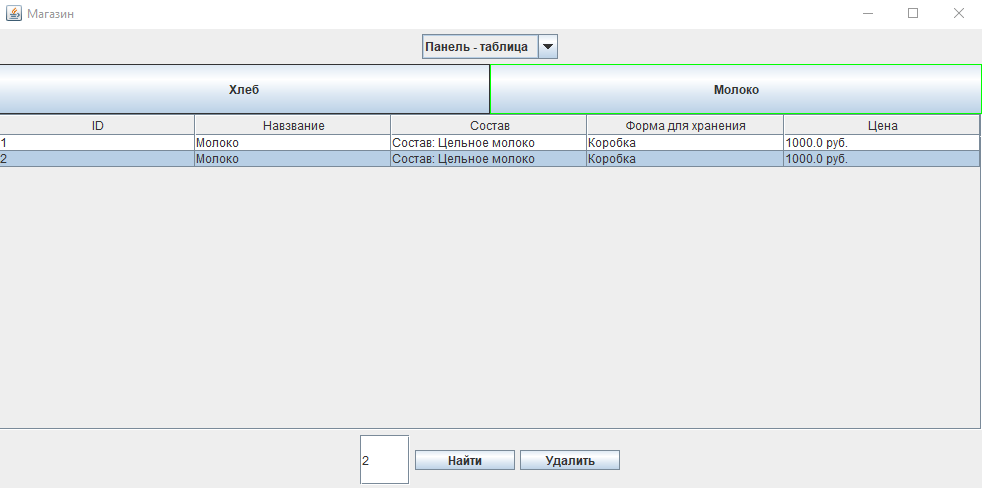 Магазин
Панель - таблица
Хлеб Молоко
ID Навзвание Состав Форма для хранения Цена
1 Молоко Состав: Цельное молоко Коробка 1000.0 руб.
2 Молоко Состав: Цельное молоко Коробка 1000.0 руб.
2 Найти Удалить